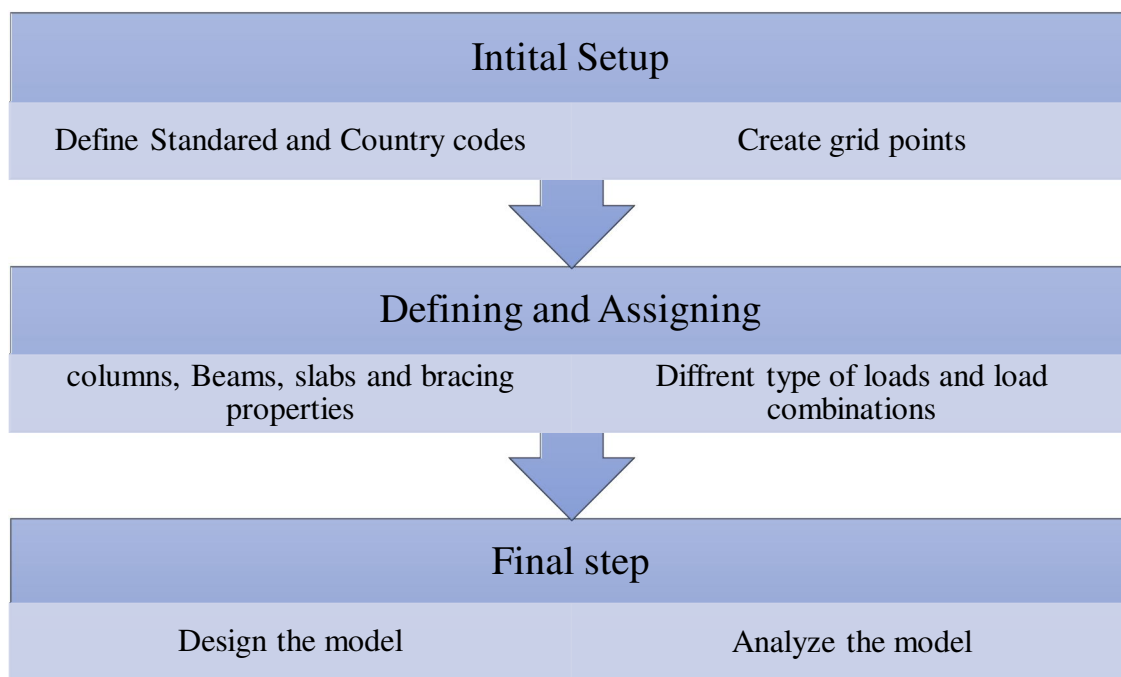 Intital Setup
Define Standared and Country codes
Create grid points
Defining and Assigning
columns, Beams, slabs and bracing
properties
Diffrent type of loads and load
combinations
Final step
Design the model
Analyze the model